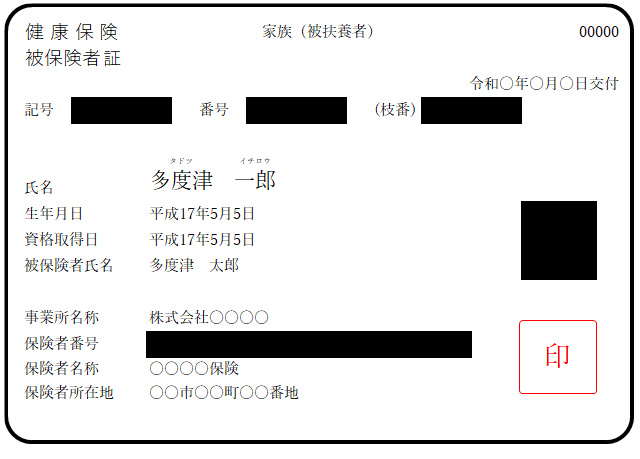 健康保険 家族（被扶養者） 00000
被保険者証
令和〇年〇月〇日交付
記号 番号 （枝番）
タドツ イチロウ
氏名 多度津 一郎
生年月日 平成17年5月5日
資格取得日 平成17年5月5日
被保険者氏名 多度津 太郎
事業所名称 株式会社〇〇〇〇
保険者番号
保険者名称 〇〇〇〇保険
保険者所在地 〇〇市〇〇町〇〇番地
印